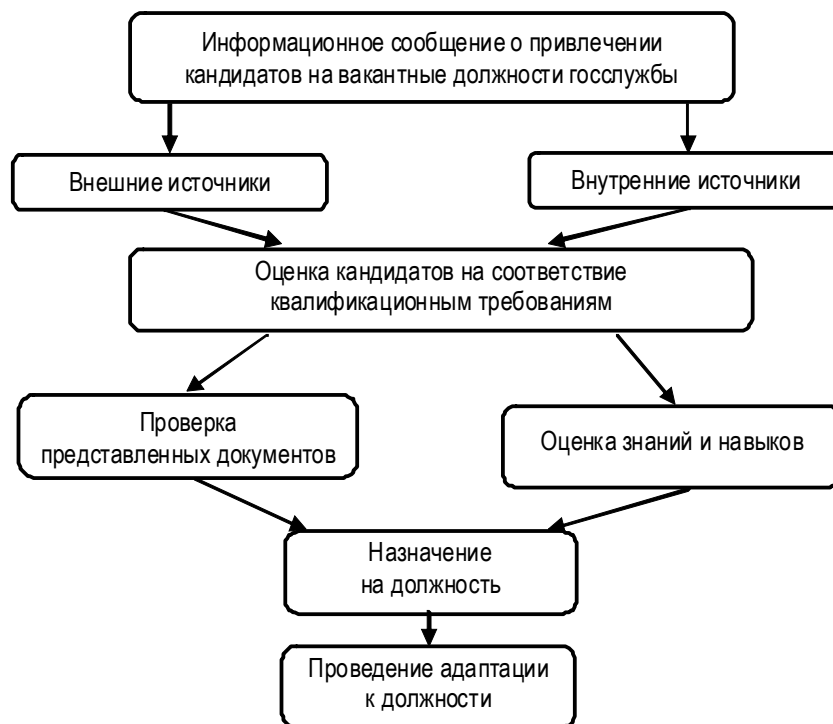 Информационное сообщение о привлечении
кандидатов на вакантные должности госслужбы
Внешние источники
Внутренние источники
Оценка кандидатов на соответствие
квалификационным требованиям
Проверка
представленных документов
Оценка знаний и навыков
Назначение
на должность
Проведение адаптации
к должности